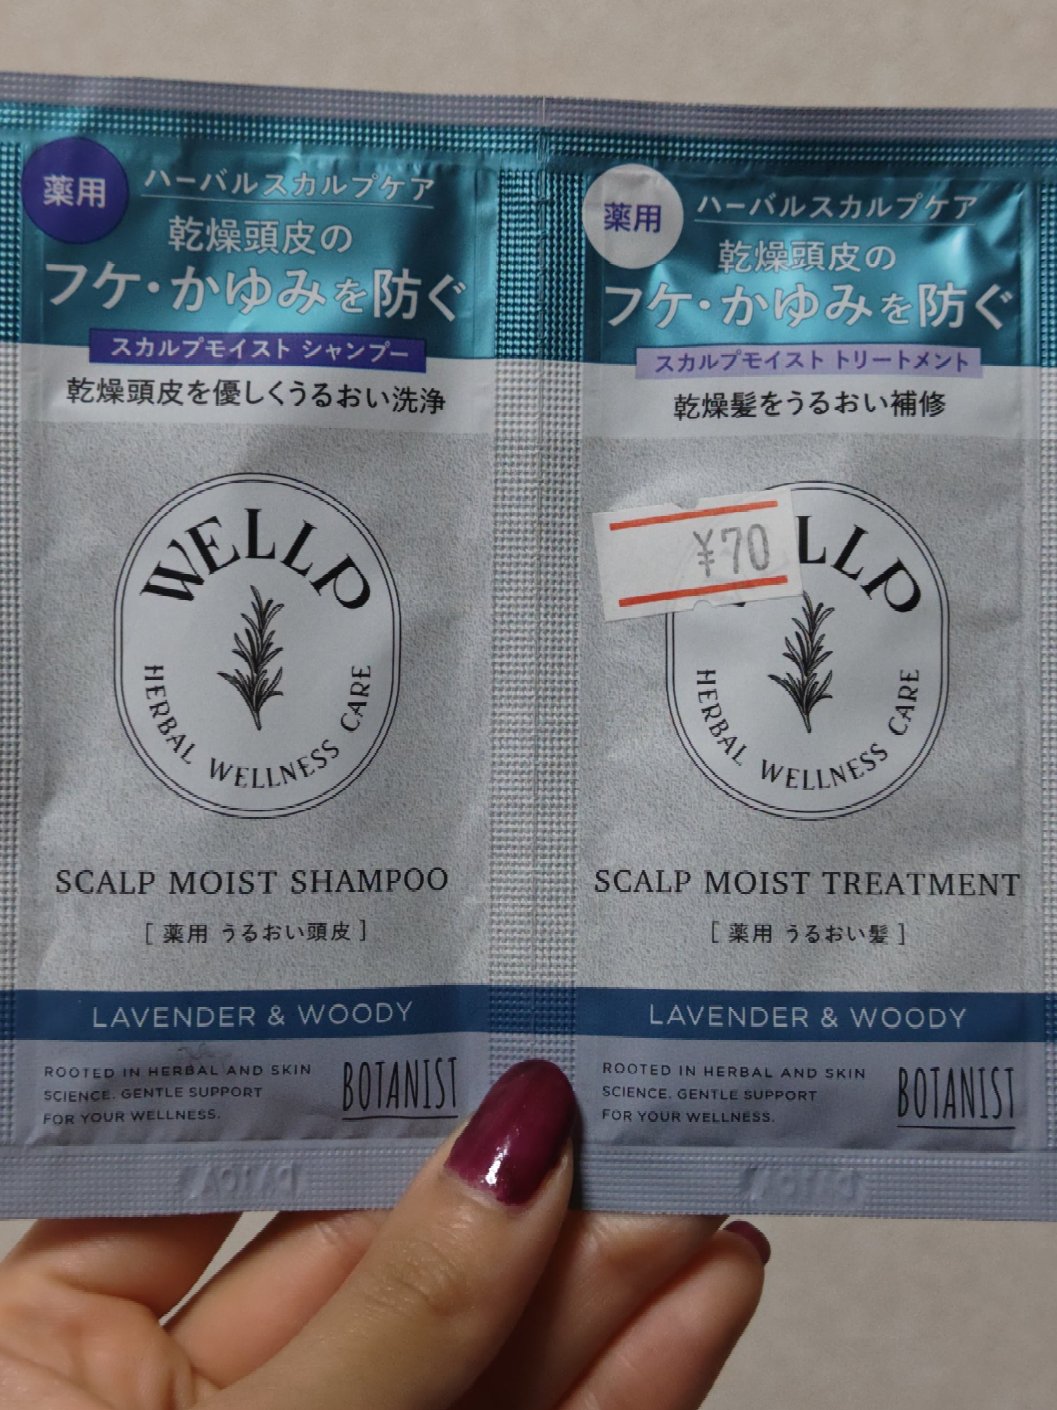 薬用
ハーバルスカルプケア
乾燥頭皮の
フケ・かゆみを防ぐ
スカルプモイスト シャンプー
乾燥頭皮を優しくうるおい洗浄
WELLP
HERBAL WELLNESS CARE
SCALP MOIST SHAMPOO
[ 薬用 うるおい頭皮 ]
LAVENDER & WOODY
ROOTED IN HERBAL AND SKIN
SCIENCE. GENTLE SUPPORT
FOR YOUR WELLNESS.
BOTANIST
薬用
ハーバルスカルプケア
乾燥頭皮の
フケ・かゆみを防ぐ
スカルプモイスト トリートメント
乾燥髪をうるおい補修
¥70
LLP
HERBAL WELLNESS CARE
SCALP MOIST TREATMENT
[ 薬用 うるおい髪 ]
LAVENDER & WOODY
ROOTED IN HERBAL AND SKIN
SCIENCE. GENTLE SUPPORT
FOR YOUR WELLNESS.
BOTANIST